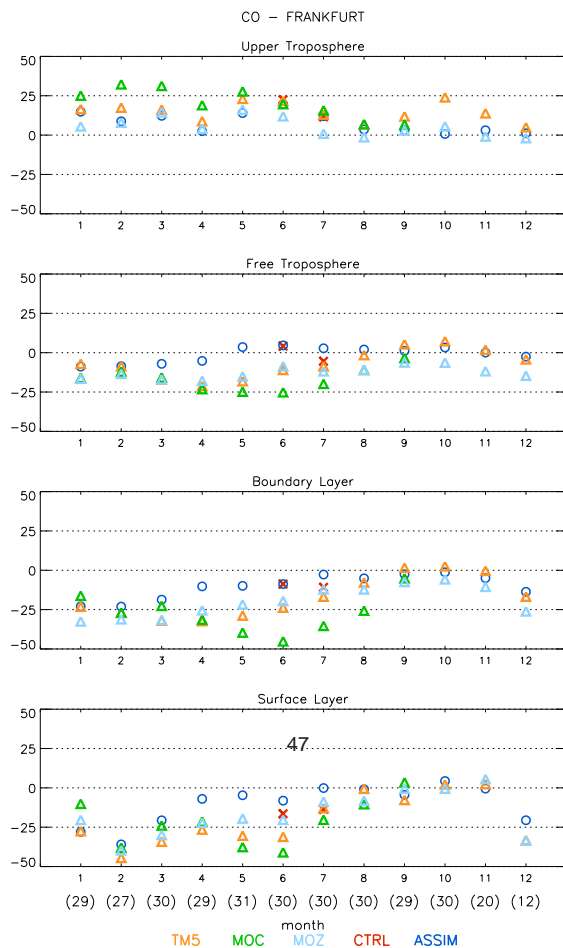 CO − FRANKFURT
Upper Troposphere
50
25
0
−25
−50
1 2 3 4 5 6 7 8 9 10 11 12
Free Troposphere
50
25
0
−25
−50
1 2 3 4 5 6 7 8 9 10 11 12
Boundary Layer
50
25
0
−25
−50
1 2 3 4 5 6 7 8 9 10 11 12
Surface Layer
50
47
25
0
−25
−50
1 2 3 4 5 6 7 8 9 10 11 12
(29) (27) (30) (29) (31) (30) (30) (30) (29) (30) (20) (12)
month
TM5 MOC MOZ CTRL ASSIM